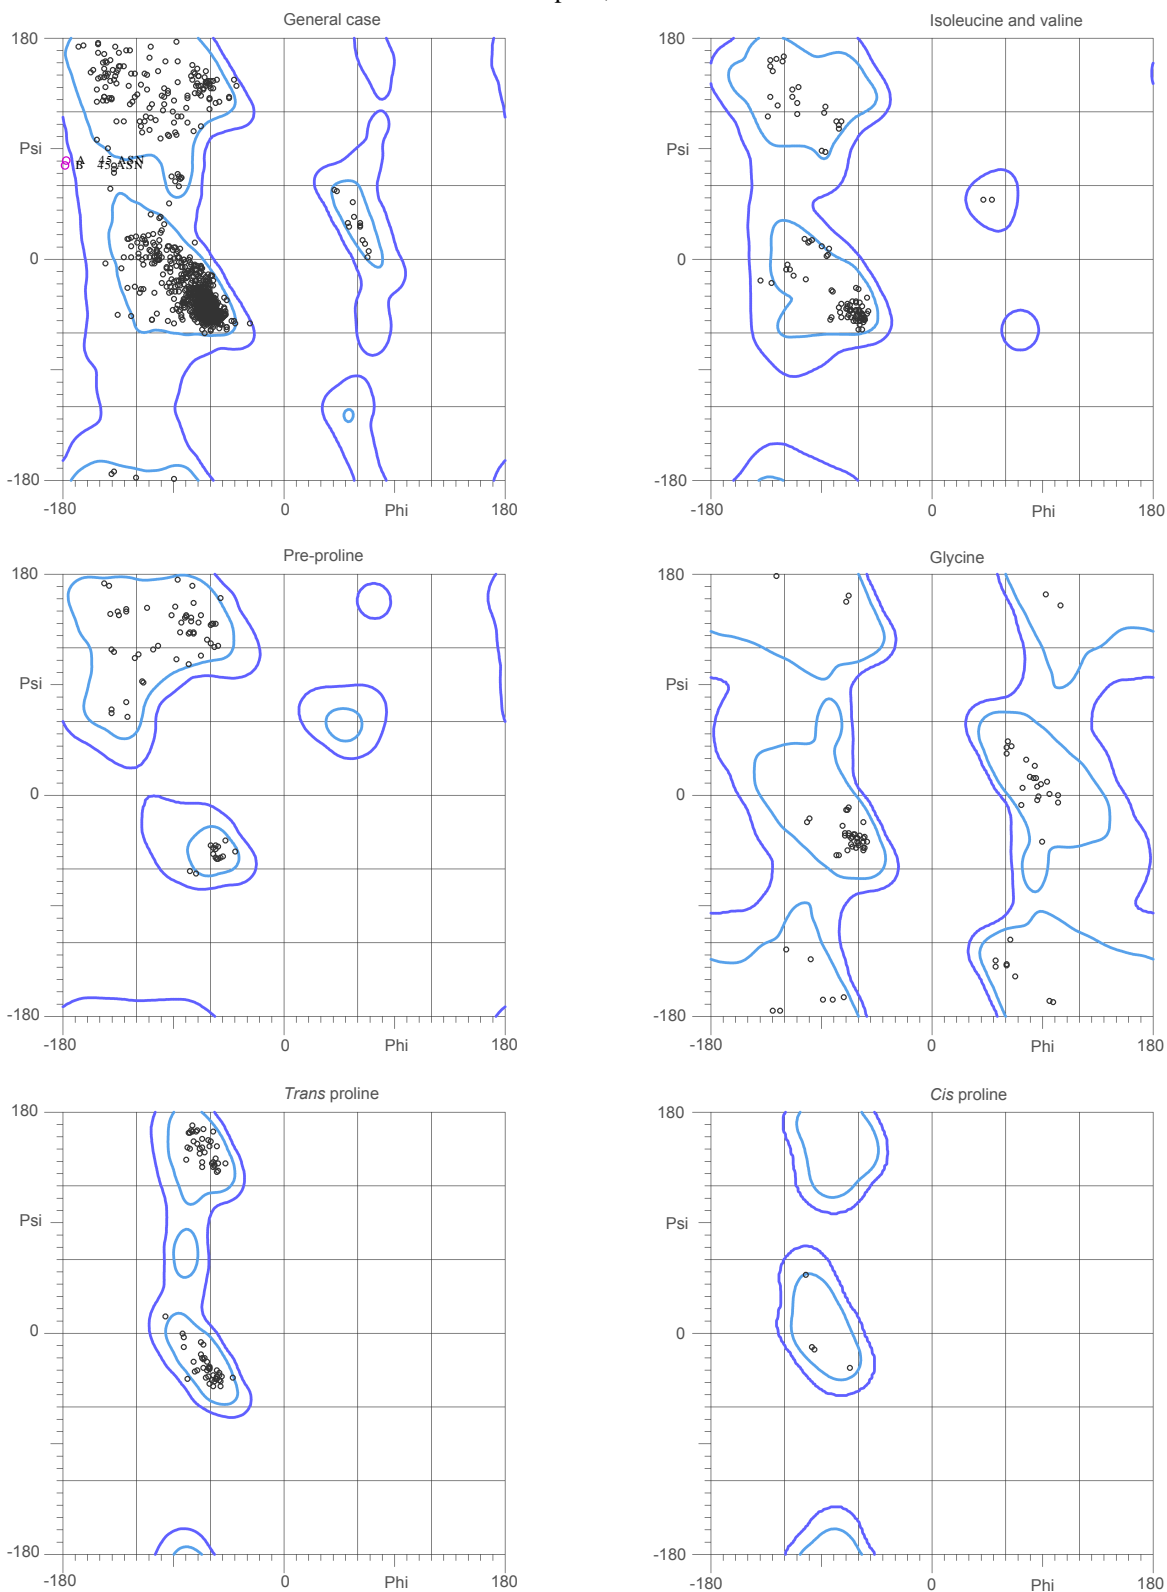 General case
Isoleucine and valine
180
180
Psi
Psi
A 45 ASN
B 45 ASN
0
0
-180
-180
-180
0
Phi
180
-180
0
Phi
180
Pre-proline
Glycine
180
180
Psi
Psi
0
0
-180
-180
-180
0
Phi
180
-180
0
Phi
180
Trans proline
Cis proline
180
180
Psi
Psi
0
0
-180
-180
-180
0
Phi
180
-180
0
Phi
180